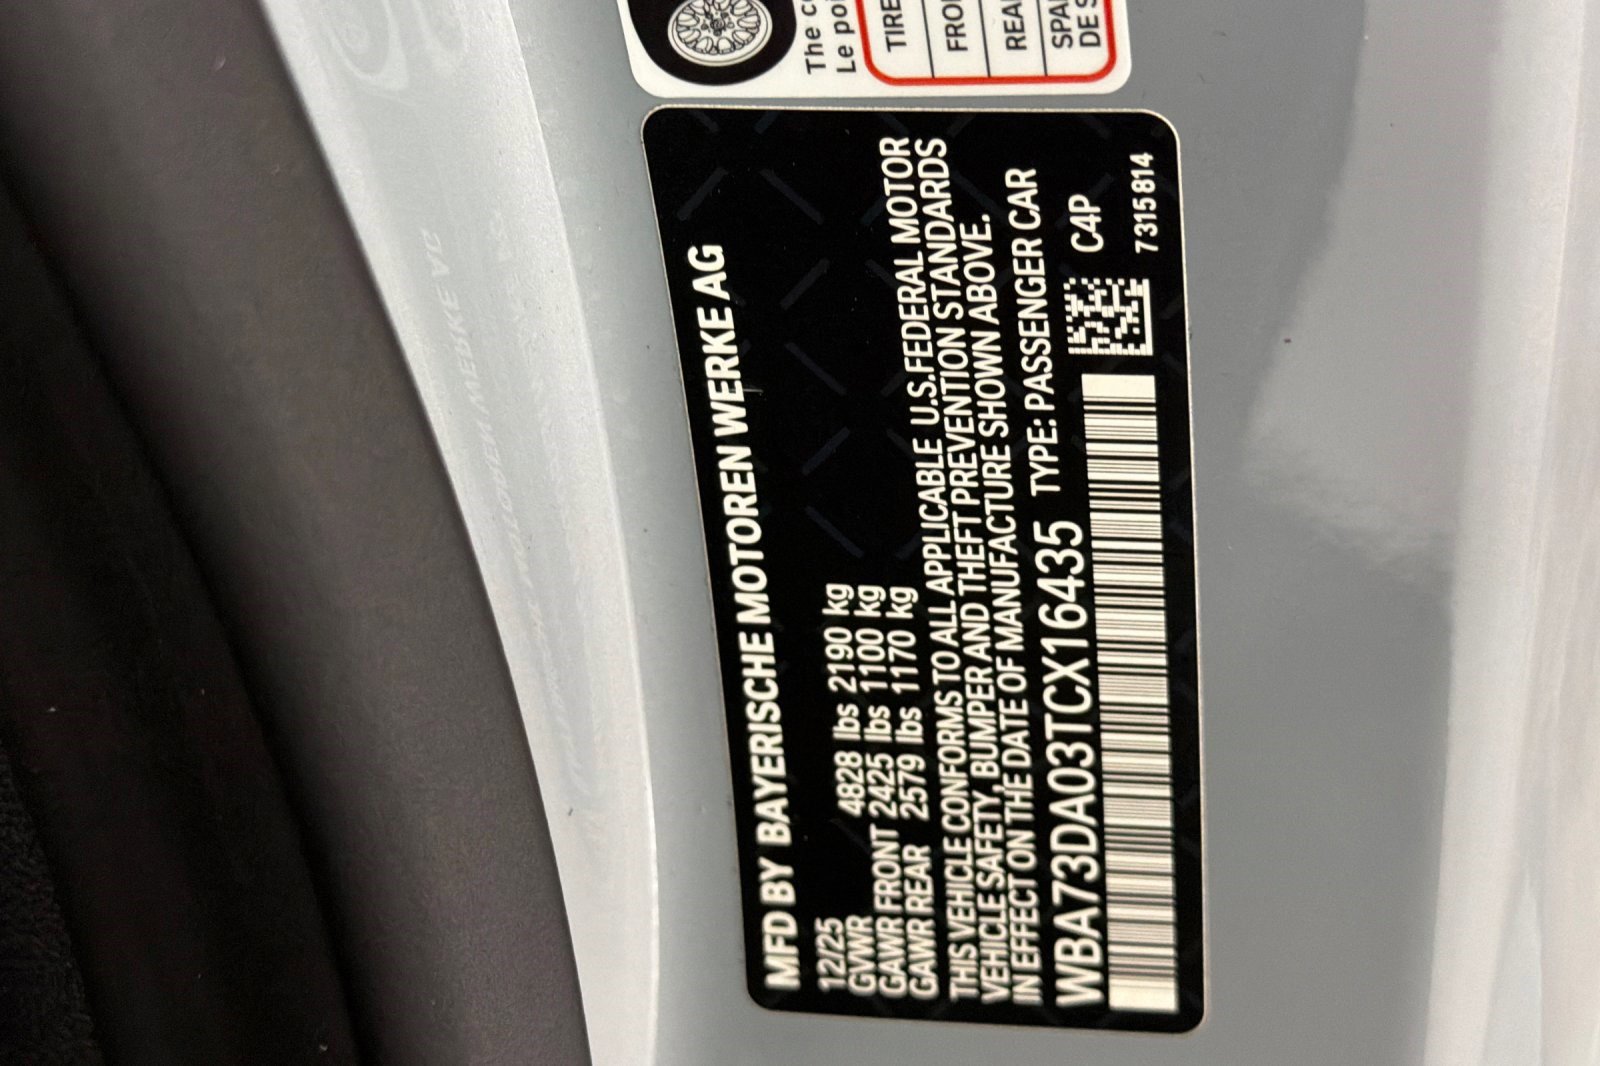 MFD BY BAYERISCHE MOTOREN WERKE AG
12/25
GVWR 4828 lbs 2190 kg
GAWR FRONT 2425 lbs 1100 kg
GAWR REAR 2579 lbs 1170 kg
THIS VEHICLE CONFORMS TO ALL APPLICABLE U.S.FEDERAL MOTOR
VEHICLE SAFETY, BUMPER AND THEFT PREVENTION STANDARDS
IN EFFECT ON THE DATE OF MANUFACTURE SHOWN ABOVE.
WBA73DA03TCX16435 TYPE: PASSENGER CAR
C4P
7315814
The
Le
TIRE
DE